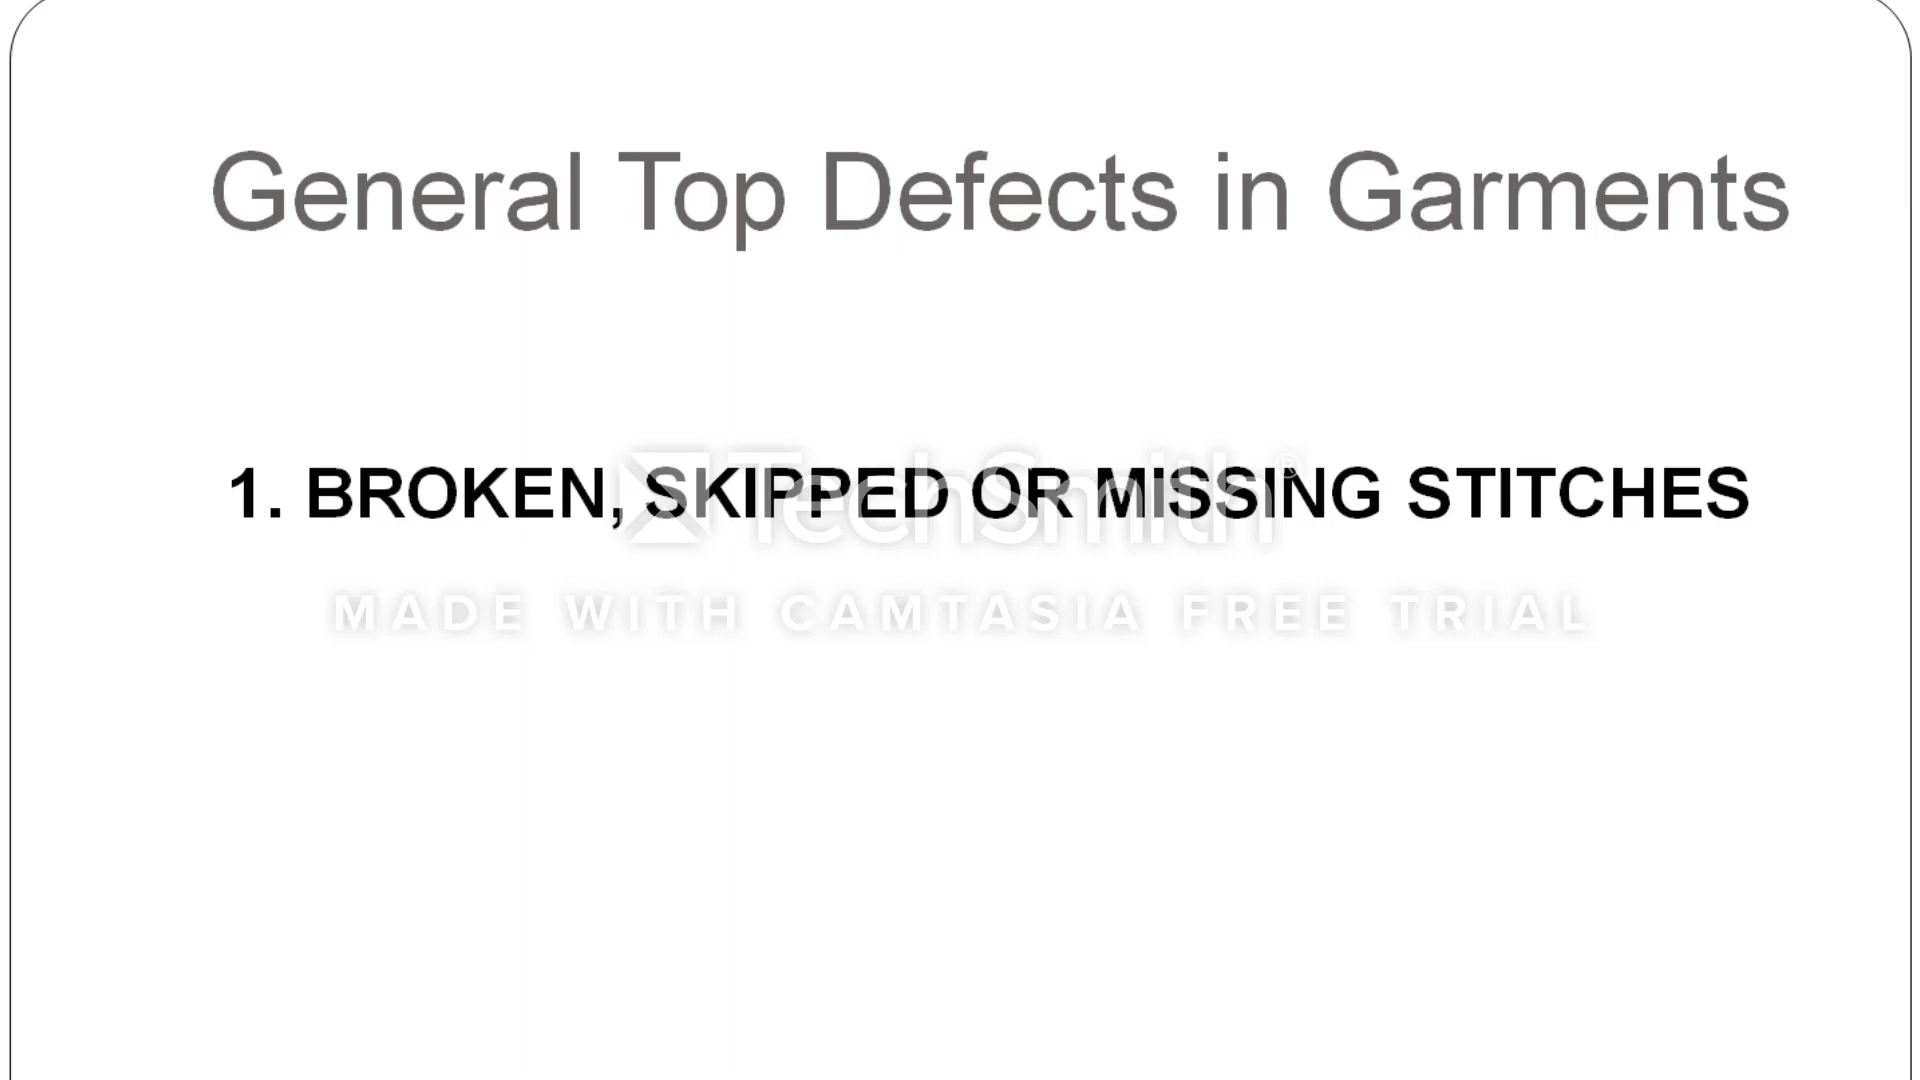 General Top Defects in Garments
1. BROKEN, SKIPPED OR MISSING STITCHES
TechSmith®
MADE WITH CAMTASIA FREE TRIAL